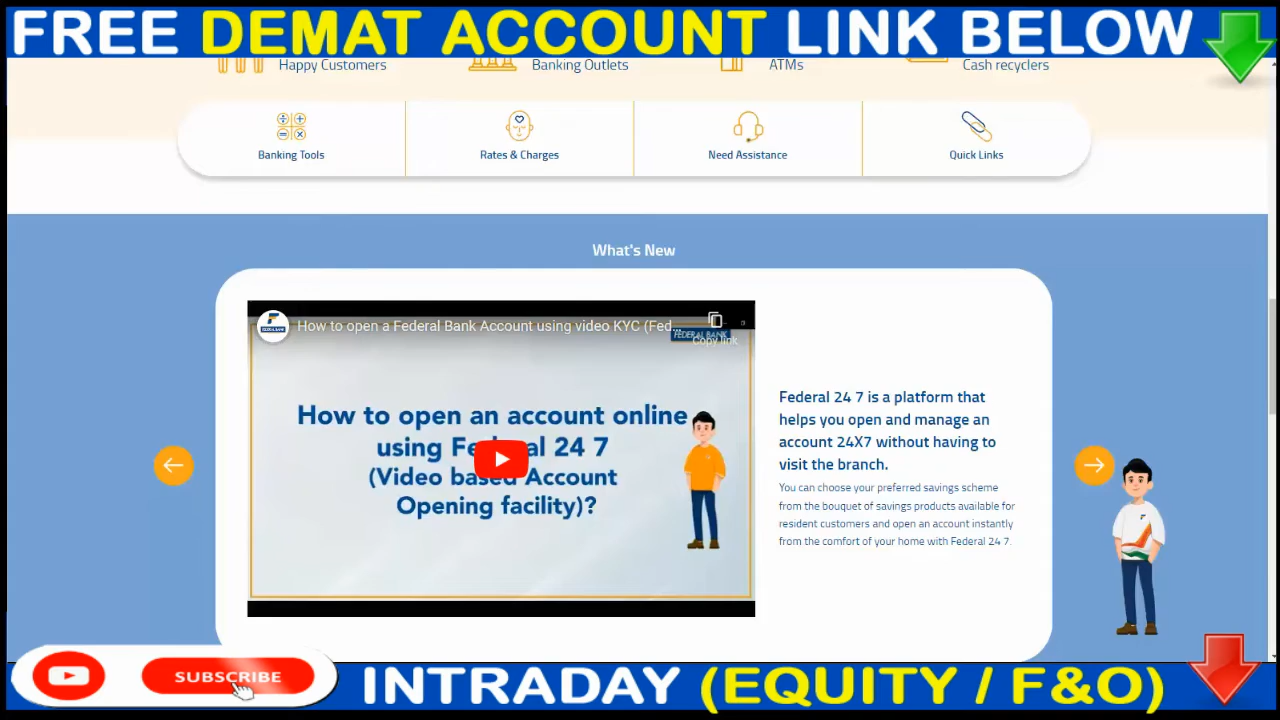 FREE DEMAT ACCOUNT LINK BELOW
Happy Customers
Banking Outlets
ATMs
Cash recyclers
Banking Tools
Rates & Charges
Need Assistance
Quick Links
What's New
How to open a Federal Bank Account using video KYC (Fed...
Copy link
FEDERAL BANK
How to open an account online
using Federal 24 7
(Video based Account
Opening facility)?
Federal 24 7 is a platform that
helps you open and manage an
account 24X7 without having to
visit the branch.
You can choose your preferred savings scheme
from the bouquet of savings products available for
resident customers and open an account instantly
from the comfort of your home with Federal 24 7.
SUBSCRIBE
INTRADAY (EQUITY / F&O)